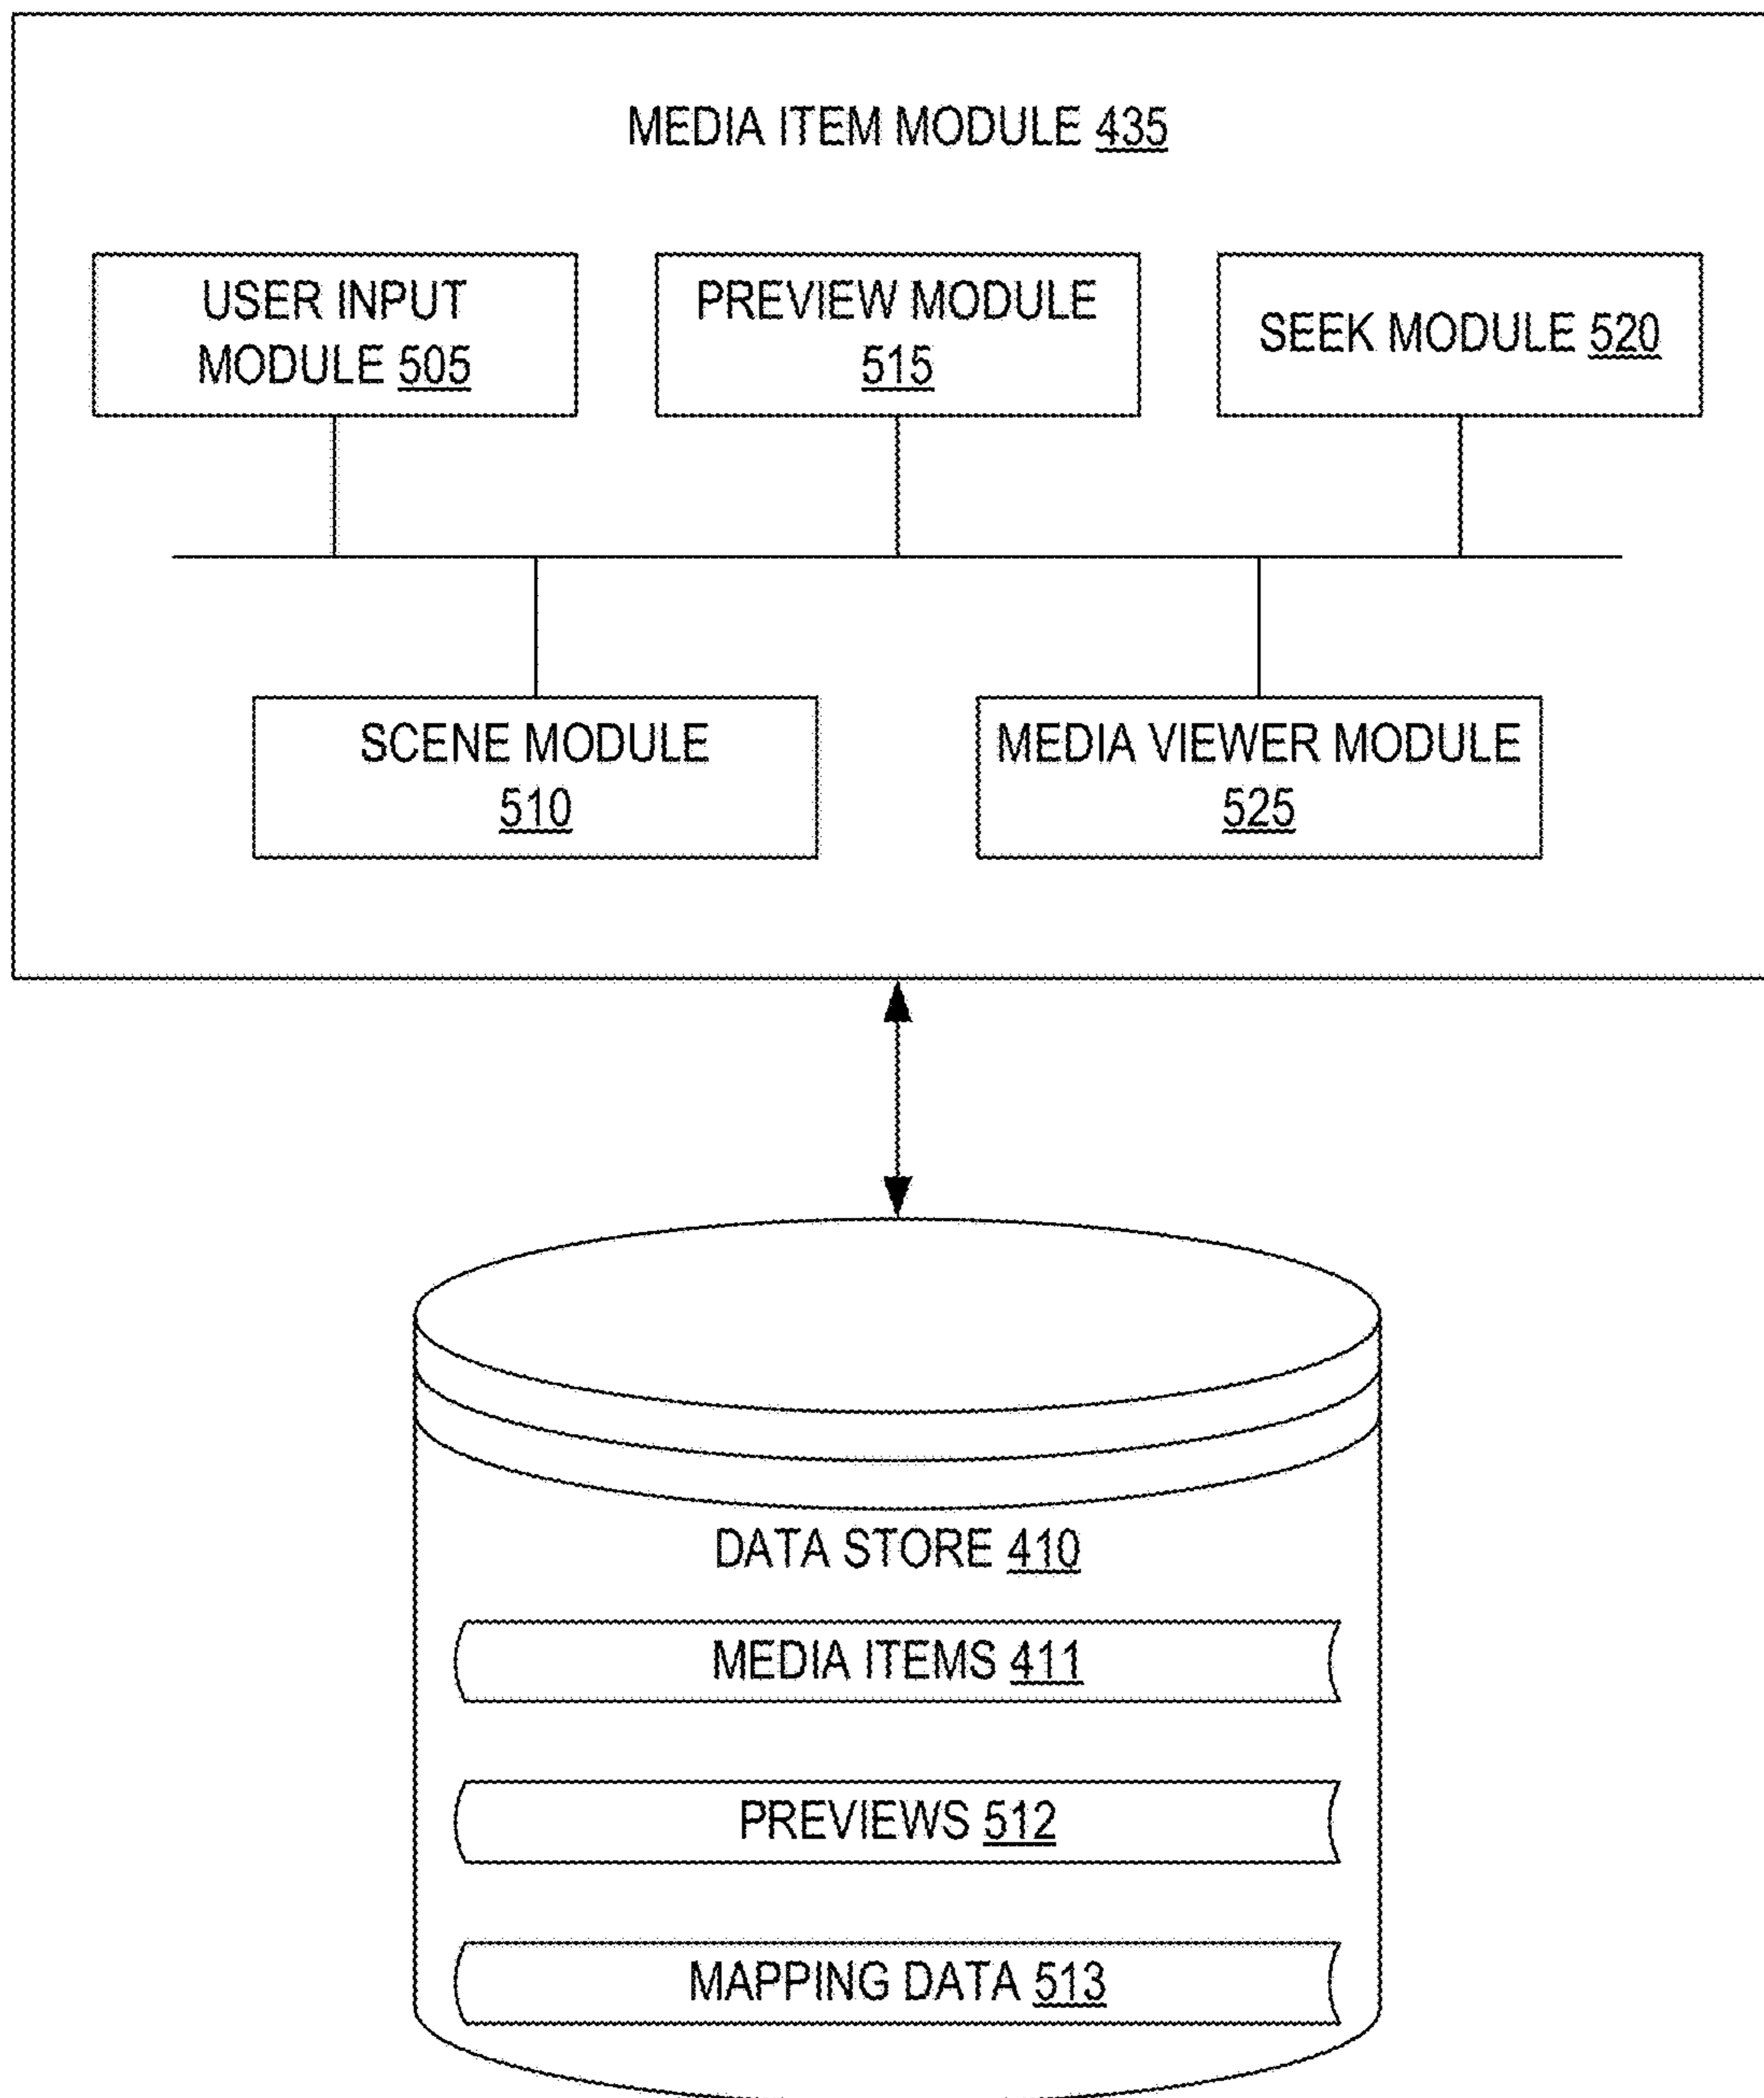 MEDIA ITEM MODULE 435
USER INPUT
MODULE 505
PREVIEW MODULE
515
SEEK MODULE 520
SCENE MODULE
510
MEDIA VIEWER MODULE
525
DATA STORE 410
MEDIA ITEMS 411
PREVIEWS 512
MAPPING DATA 513